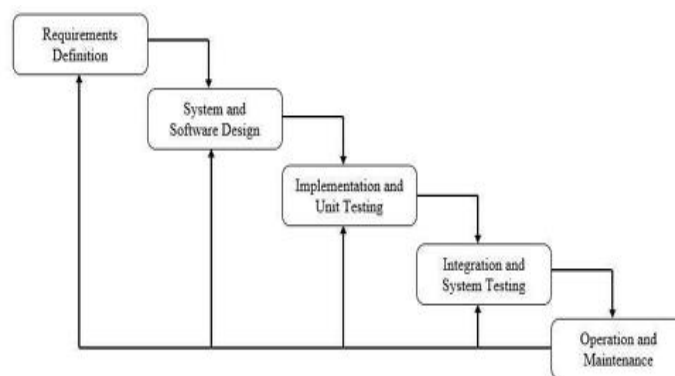 Requirements
Definition
System and
Software Design
Implementation and
Unit Testing
Integration and
System Testing
Operation and
Maintenance